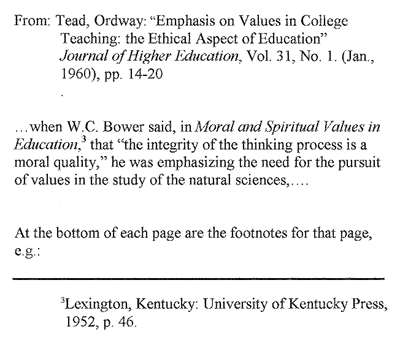 From: Tead, Ordway: “Emphasis on Values in College
Teaching: the Ethical Aspect of Education”
Journal of Higher Education, Vol. 31, No. 1. (Jan.,
1960), pp. 14-20
…when W.C. Bower said, in Moral and Spiritual Values in
Education,³ that “the integrity of the thinking process is a
moral quality,” he was emphasizing the need for the pursuit
of values in the study of the natural sciences,….
At the bottom of each page are the footnotes for that page,
e.g.:
³Lexington, Kentucky: University of Kentucky Press,
1952, p. 46.